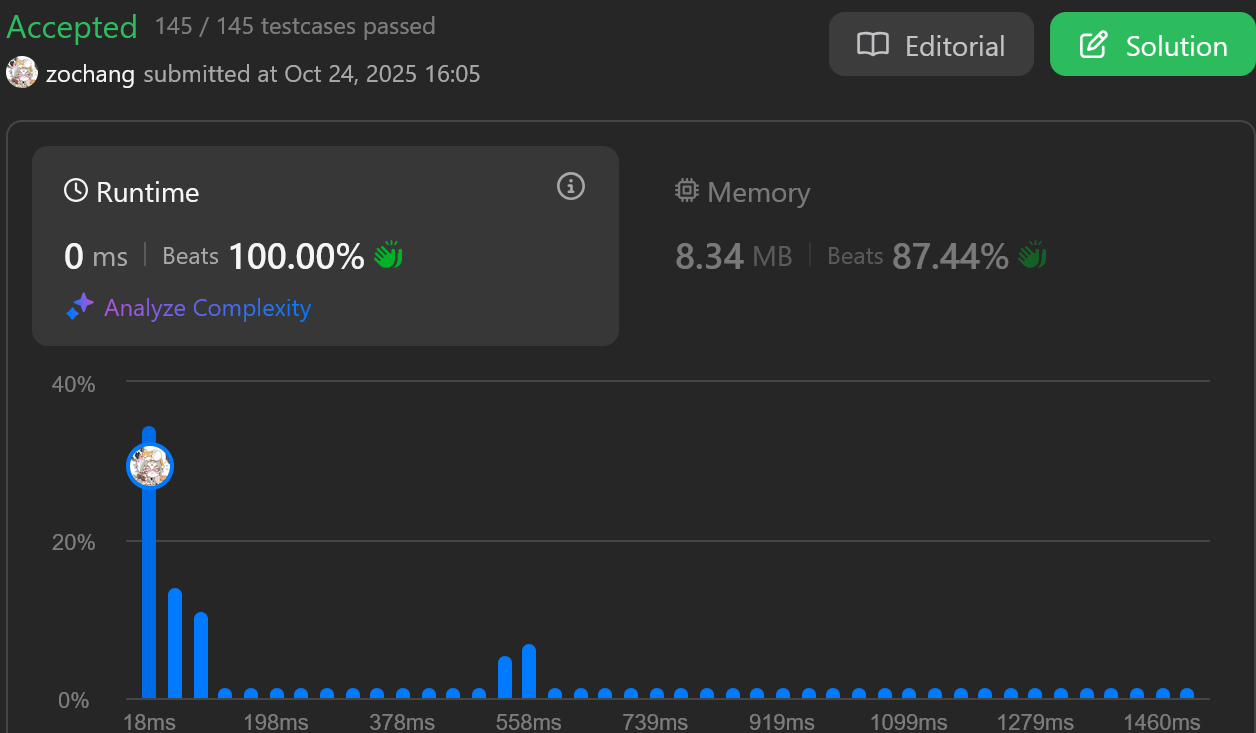 Accepted 145 / 145 testcases passed
Editorial
Solution
zochang submitted at Oct 24, 2025 16:05
Runtime
0 ms | Beats 100.00%
Analyze Complexity
Memory
8.34 MB | Beats 87.44%
40%
20%
0%
18ms 198ms 378ms 558ms 739ms 919ms 1099ms 1279ms 1460ms